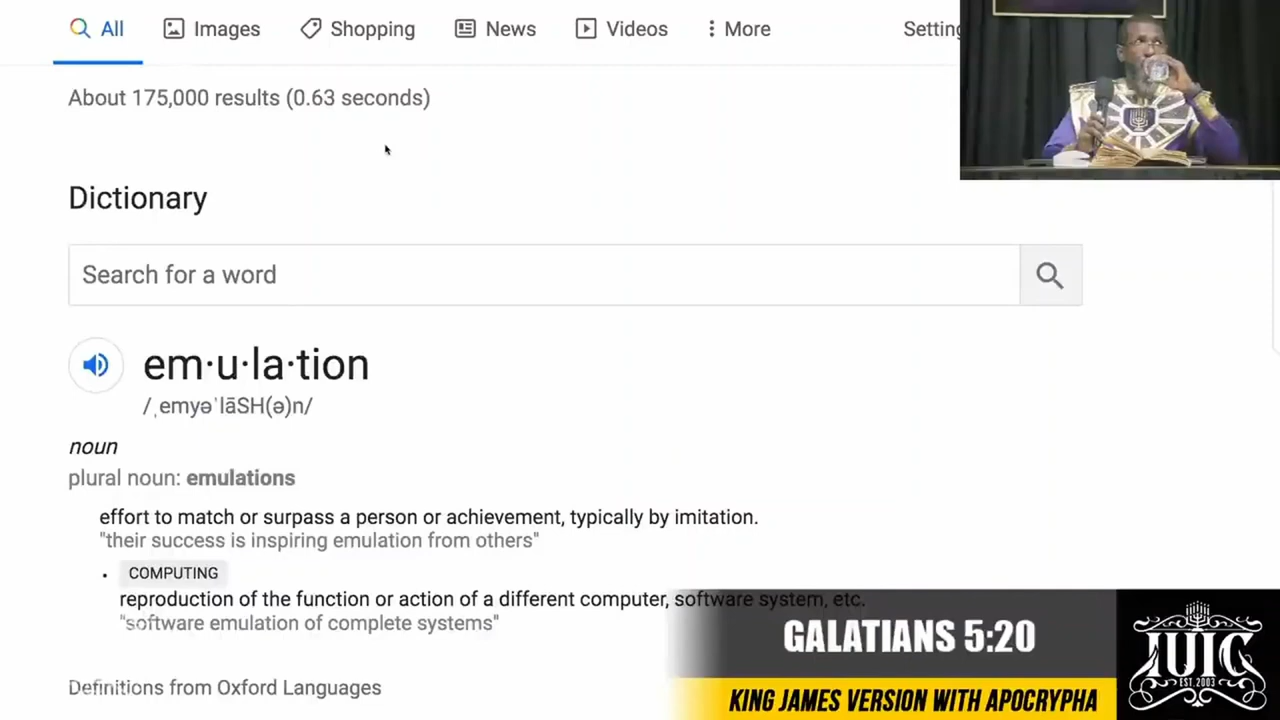 All Images Shopping News Videos More
About 175,000 results (0.63 seconds)
Dictionary
Search for a word
em·u·la·tion
/ˌemyəˈlāSH(ə)n/
noun
plural noun: emulations
effort to match or surpass a person or achievement, typically by imitation.
"their success is inspiring emulation from others"
COMPUTING
reproduction of the function or action of a different computer, software system, etc.
"software emulation of complete systems"
Definitions from Oxford Languages
GALATIANS 5:20
KING JAMES VERSION WITH APOCRYPHA
IUIC
EST. 2003